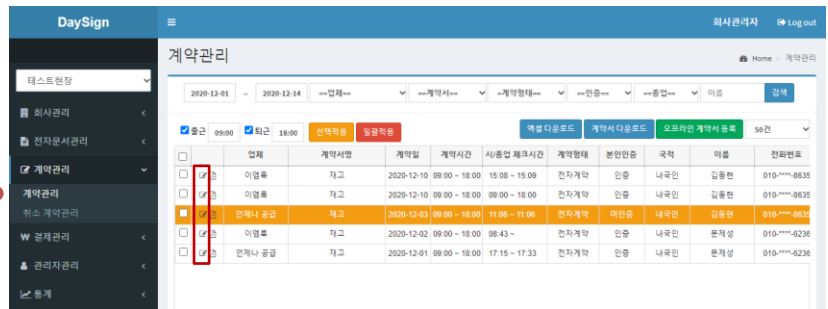 DaySign
회사관리자 Log out
계약관리
Home > 계약관리
테스트현장
2020-12-01 ~ 2020-12-14 ==업체== ==계약서== =계약형태== ==인증== ==종업== 이름 검색
회사관리
출근 09:00 퇴근 18:00 선택적용 일괄적용 엑셀다운로드 계약서다운로드 오프라인 계약서등록 50건
전자문서관리
업체 계약서명 계약일 계약시간 시/종업 체크시간 계약형태 본인인증 국적 이름 전화번호
계약관리
이엠룩 재고 2020-12-10 09:00 ~ 18:00 15:08 ~ 15:09 전자계약 인증 내국인 김동현 010-****-8635
계약관리
이엠룩 재고 2020-12-10 09:00 ~ 18:00 09:00 ~ 18:00 전자계약 인증 내국인 김동현 010-****-8635
취소계약관리
언제나 공급 재고 2020-12-03 09:00 ~ 18:00 11:06 ~ 11:06 전자계약 미인증 내국인 김동현 010-****-8635
결제관리
이엠룩 재고 2020-12-02 09:00 ~ 18:00 08:43 ~ 전자계약 인증 내국인 문제성 010-****-6236
언제나 공급 재고 2020-12-01 09:00 ~ 18:00 17:15 ~ 17:33 전자계약 인증 내국인 문제성 010-****-6236
관리자관리
통계